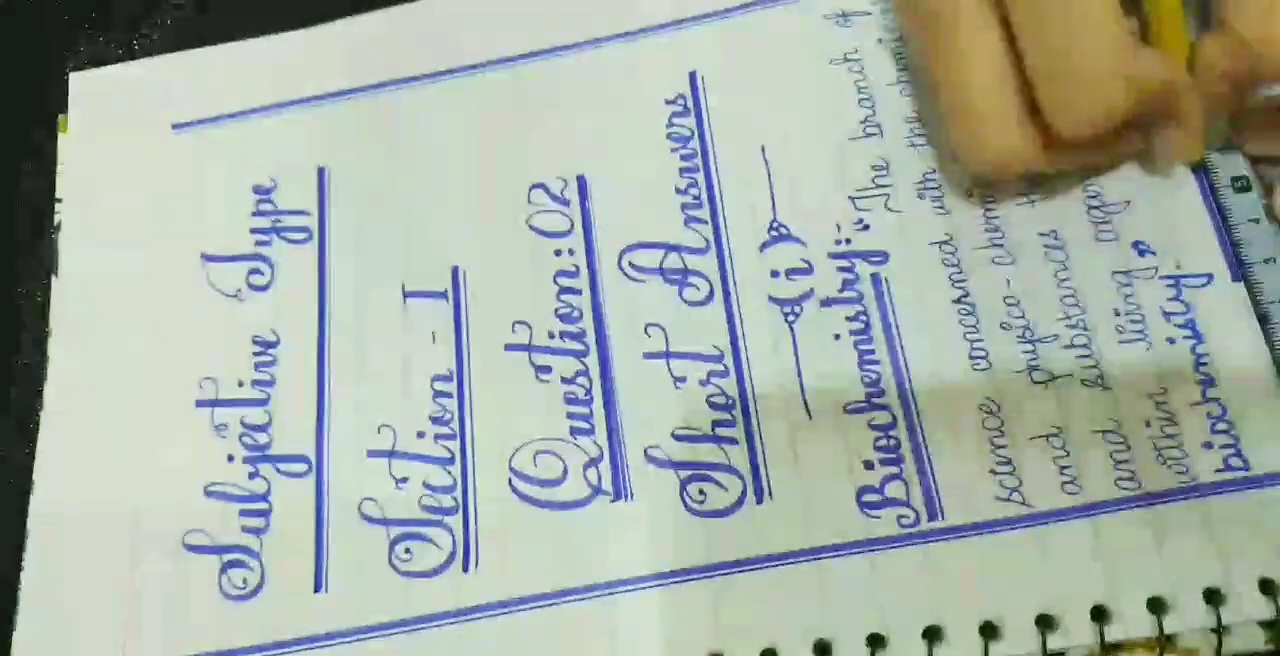 Subjective Type
Section - I
Question: 02
Short Answers
(i)
Biochemistry:- "The branch of
science concerned with the
and physico-chem
and substances
within living organ
biochemistry.